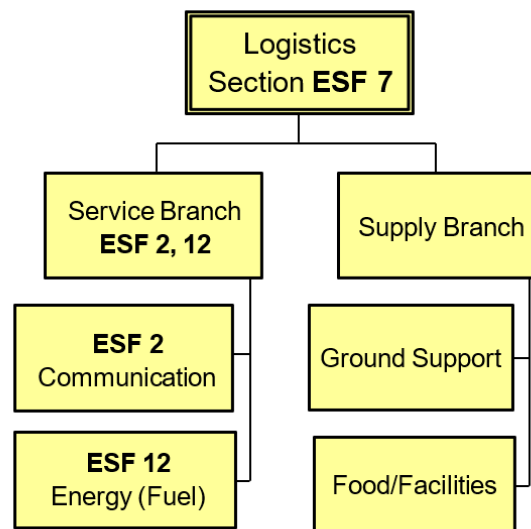 Logistics
Section ESF 7
Service Branch
ESF 2, 12
Supply Branch
ESF 2
Communication
Ground Support
ESF 12
Energy (Fuel)
Food/Facilities